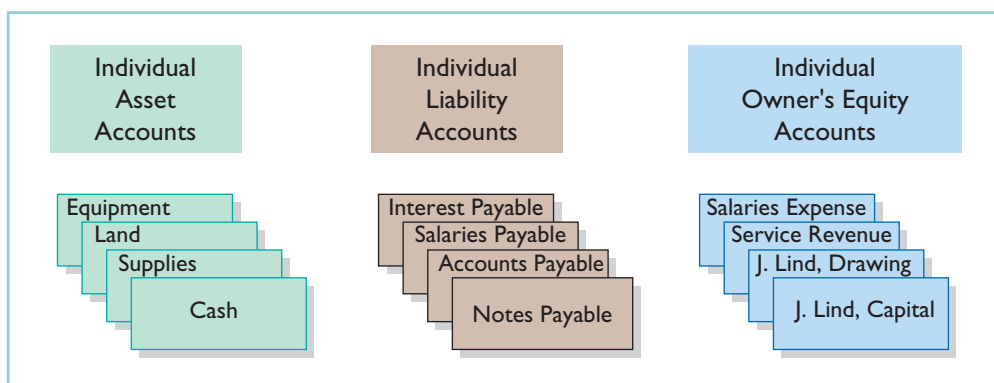 Individual
Asset
Accounts
Individual
Liability
Accounts
Individual
Owner's Equity
Accounts
Equipment
Land
Supplies
Cash
Interest Payable
Salaries Payable
Accounts Payable
Notes Payable
Salaries Expense
Service Revenue
J. Lind, Drawing
J. Lind, Capital